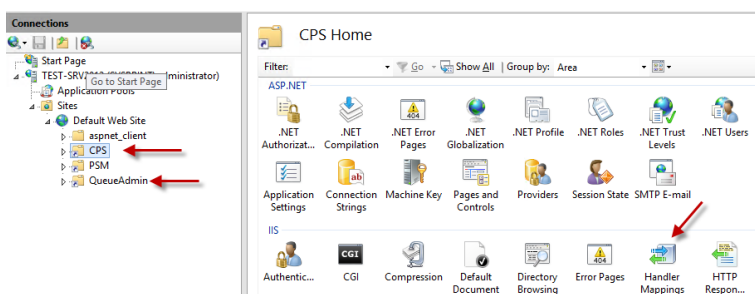 Connections
Start Page
TEST-SRV2012 (SYSPRINT\ ministrator)
Go to Start Page
Application Pools
Sites
Default Web Site
aspnet_client
CPS
PSM
QueueAdmin
CPS Home
Filter: Go Show All Group by: Area
ASP.NET
.NET .NET .NET Error .NET .NET Profile .NET Roles .NET Trust .NET Users
Authorizat... Compilation Pages Globalization Levels
Application Connection Machine Key Pages and Providers Session State SMTP E-mail
Settings Strings Controls
IIS
Authentic... CGI Compression Default Directory Error Pages Handler HTTP
Document Browsing Mappings Respon...